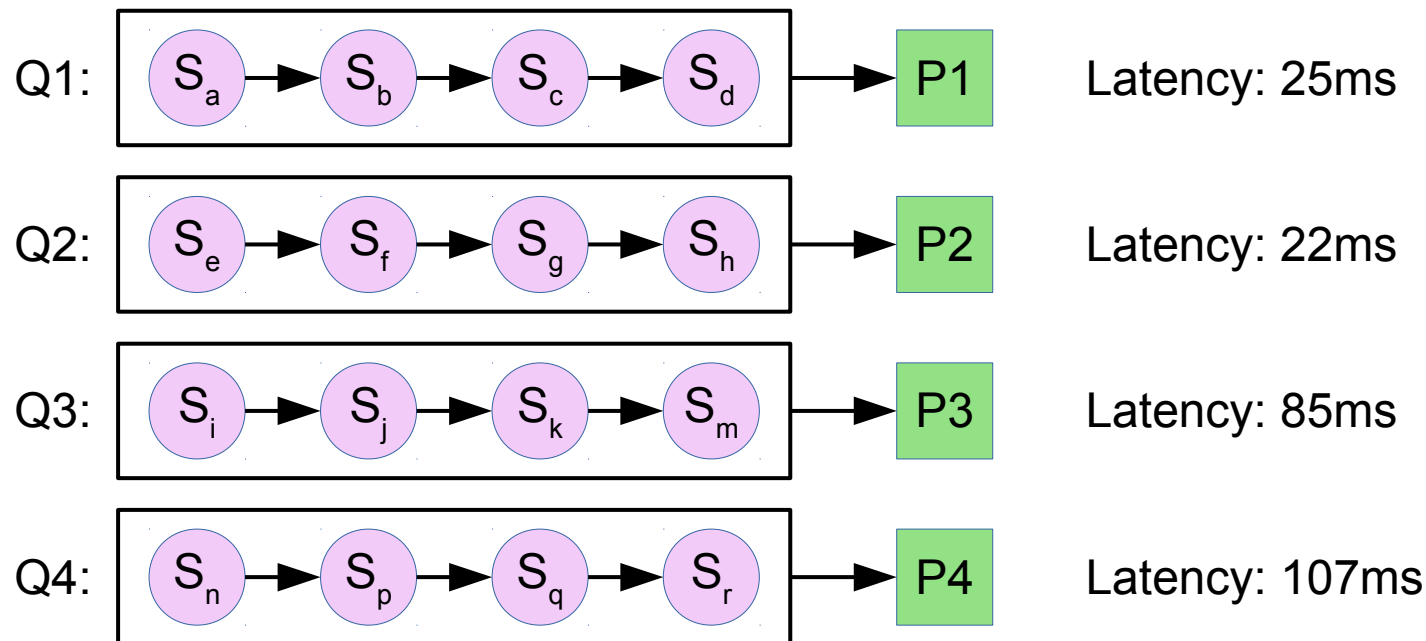 Q1: Sa Sb Sc Sd P1 Latency: 25ms
Q2: Se Sf Sg Sh P2 Latency: 22ms
Q3: Si Sj Sk Sm P3 Latency: 85ms
Q4: Sn Sp Sq Sr P4 Latency: 107ms